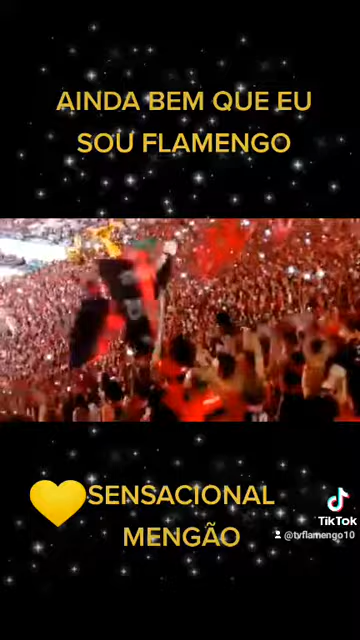 AINDA BEM QUE EU
SOU FLAMENGO
SENSACIONAL
MENGÃO
TikTok
@tvflamengo10